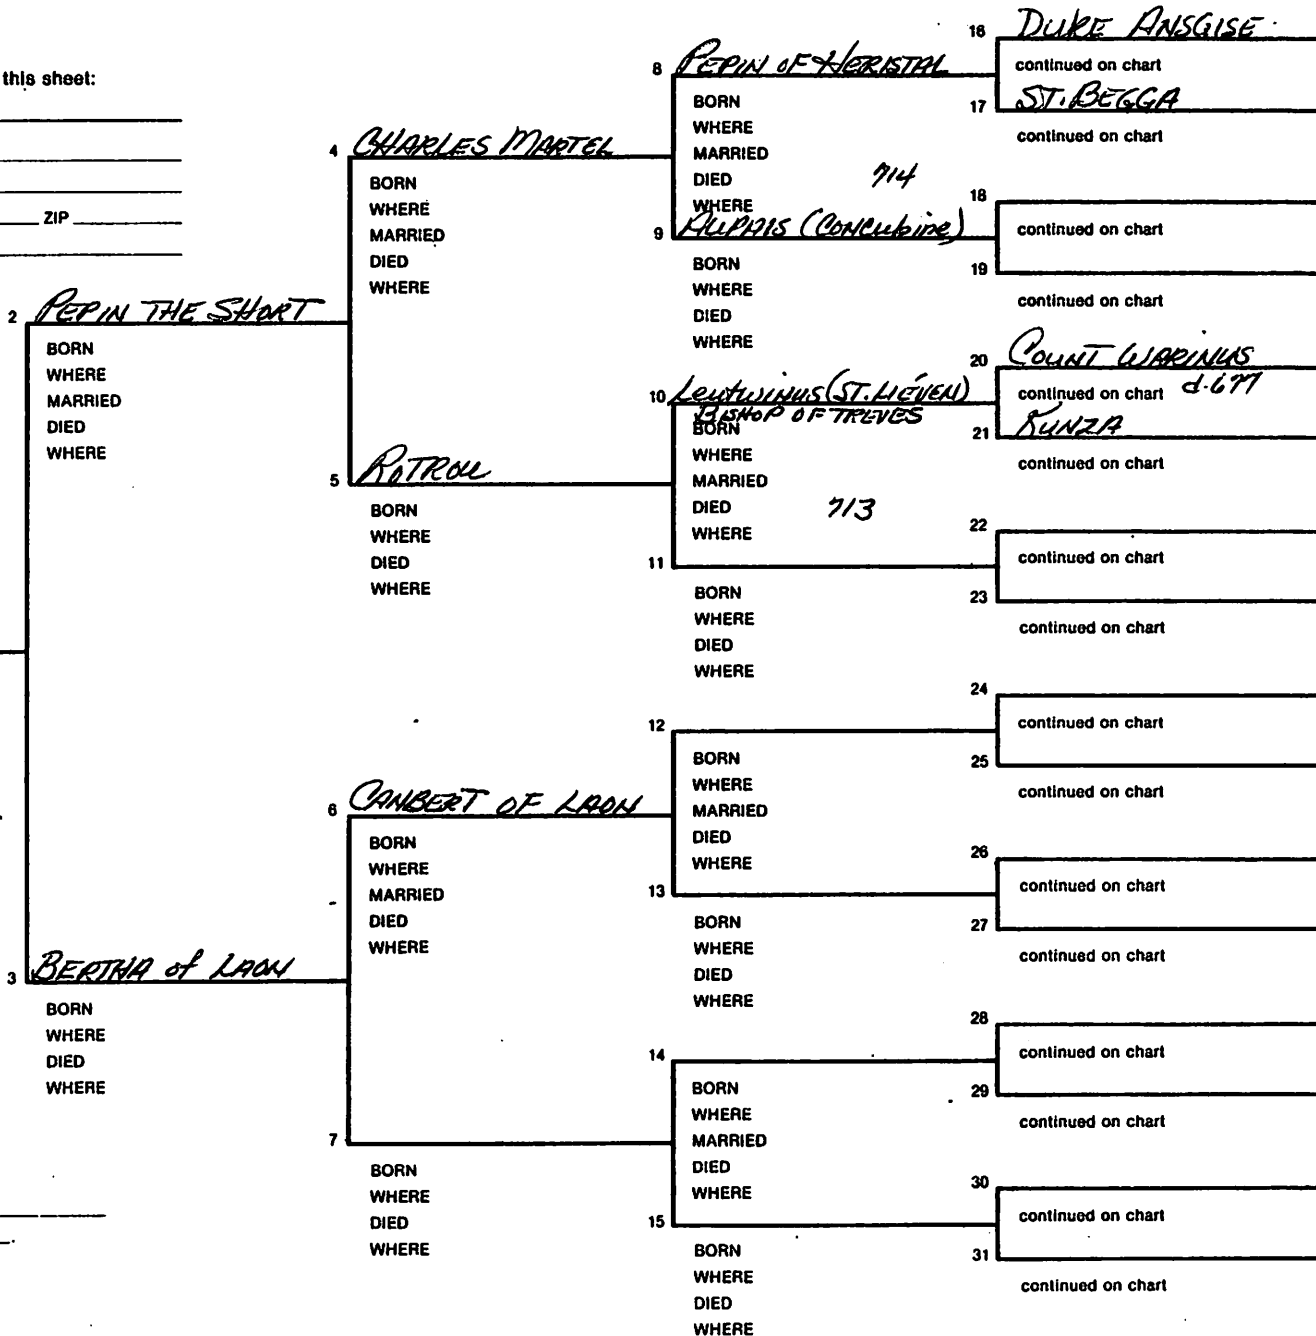 this sheet:
ZIP
2 PEPIN THE SHORT
BORN
WHERE
MARRIED
DIED
WHERE
3 BERTHA of LAON
BORN
WHERE
DIED
WHERE
4 CHARLES MARTEL
BORN
WHERE
MARRIED
DIED
WHERE
5 ROTROU
BORN
WHERE
DIED
WHERE
6 CANBERT OF LAON
BORN
WHERE
MARRIED
DIED
WHERE
7
BORN
WHERE
DIED
WHERE
8 PEPIN OF HERISTAL
BORN
WHERE
MARRIED
DIED 714
WHERE
9 ALPHIS (CONCUbine)
BORN
WHERE
DIED
WHERE
10 Leutwinus (ST. LIÉVEN)
BISHOP OF TREVES
BORN
WHERE
MARRIED
DIED 713
WHERE
11
BORN
WHERE
DIED
WHERE
12
BORN
WHERE
MARRIED
DIED
WHERE
13
BORN
WHERE
DIED
WHERE
14
BORN
WHERE
MARRIED
DIED
WHERE
15
BORN
WHERE
DIED
WHERE
16 DUKE ANSGISE
continued on chart
17 ST. BEGGA
continued on chart
18
continued on chart
19
continued on chart
20 COUNT WARINUS
continued on chart d. 677
21 KUNZA
continued on chart
22
continued on chart
23
continued on chart
24
continued on chart
25
continued on chart
26
continued on chart
27
continued on chart
28
continued on chart
29
continued on chart
30
continued on chart
31
continued on chart